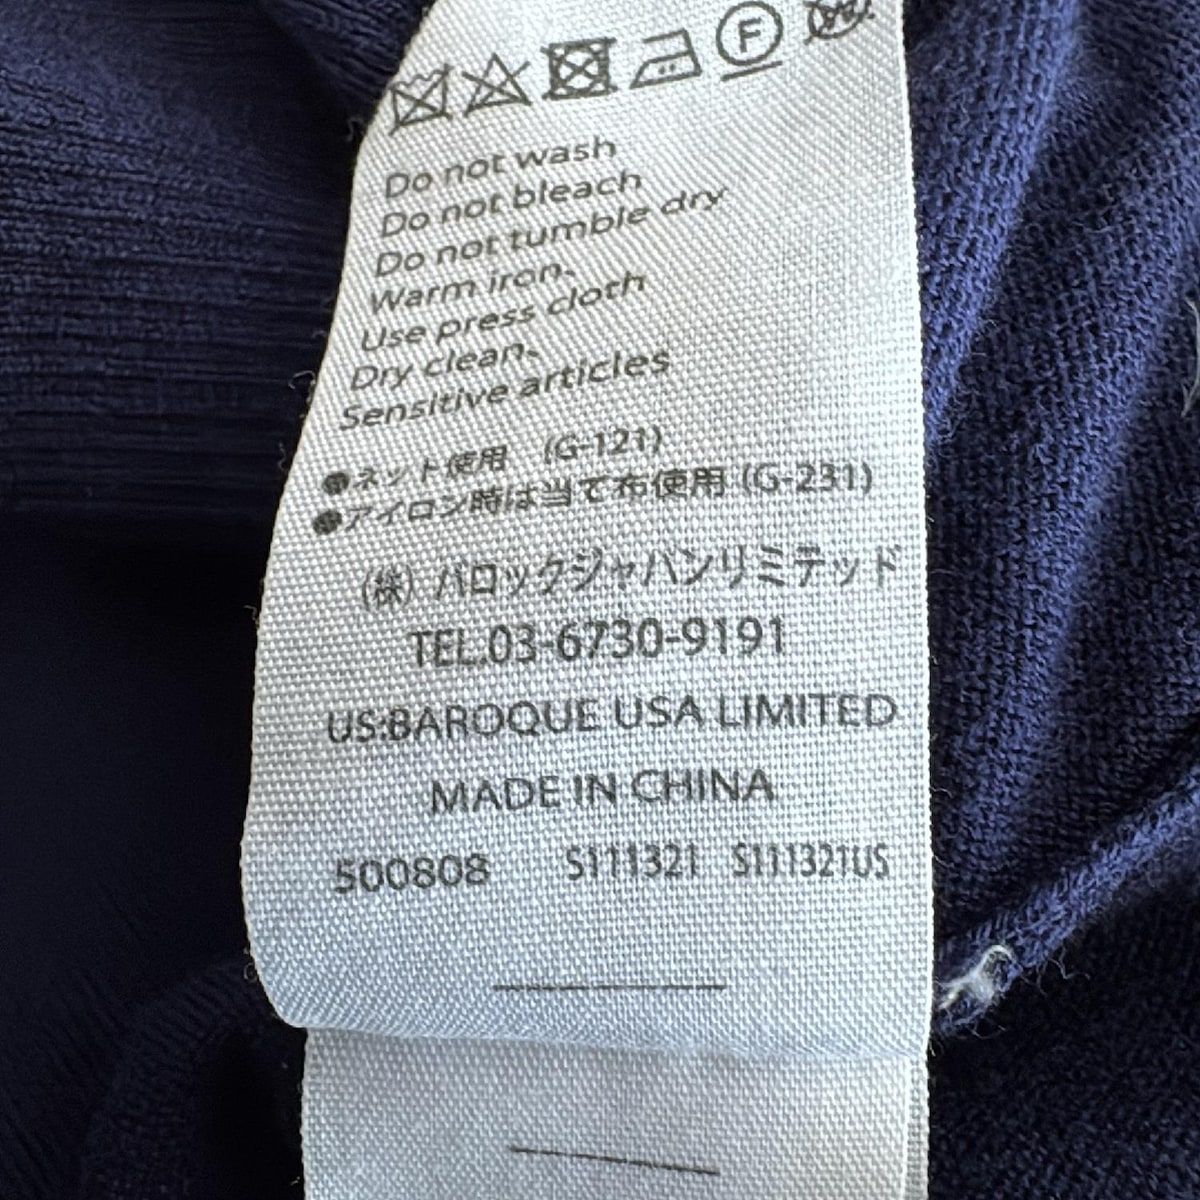 F
Do not wash
Do not bleach
Do not tumble dry
Warm iron、
Use press cloth
Dry clean、
Sensitive articles
●ネット使用 (G-121)
●アイロン時は当て布使用 (G-231)
(株) バロックジャパンリミテッド
TEL.03-6730-9191
US:BAROQUE USA LIMITED
MADE IN CHINA
500808 S111321 S111321US